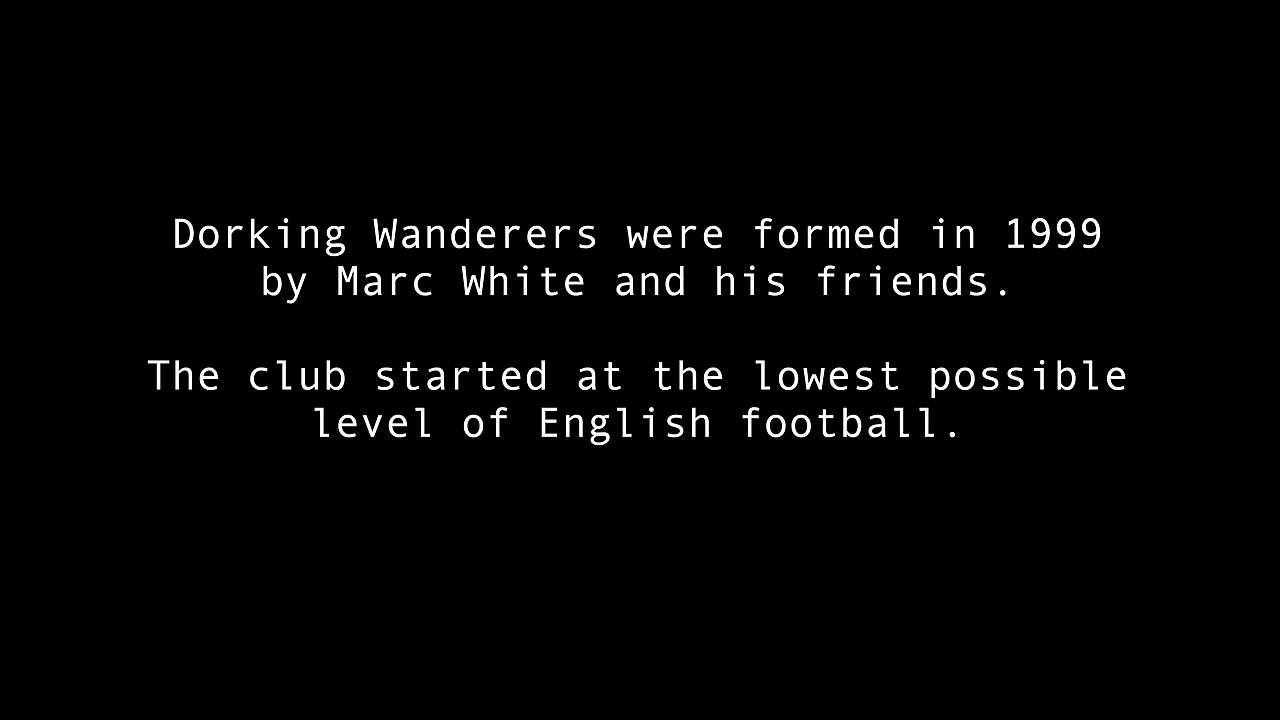 Dorking Wanderers were formed in 1999
by Marc White and his friends.
The club started at the lowest possible
level of English football.